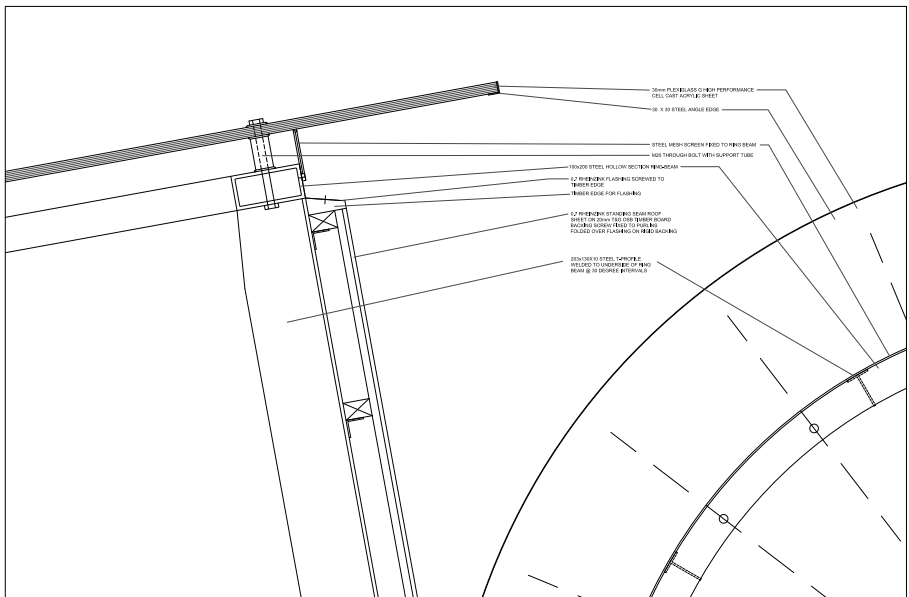 30mm PLEXIGLASS G HIGH PERFORMANCE
CELL CAST ACRYLIC SHEET
30 X 30 STEEL ANGLE EDGE
STEEL MESH SCREEN FIXED TO RING BEAM
M20 THROUGH BOLT WITH SUPPORT TUBE
100x200 STEEL HOLLOW SECTION RING-BEAM
0,7 RHEINZINK FLASHING SCREWED TO
TIMBER EDGE
TIMBER EDGE FOR FLASHING
0,7 RHEINZINK STANDING SEAM ROOF
SHEET ON 20mm T&G OSB TIMBER BOARD
BACKING SCREW FIXED TO PURLINS
FOLDED OVER FLASHING ON RIGID BACKING
203x130X10 STEEL T-PROFILE
WELDED TO UNDERSIDE OF RING
BEAM @ 30 DEGREE INTERVALS